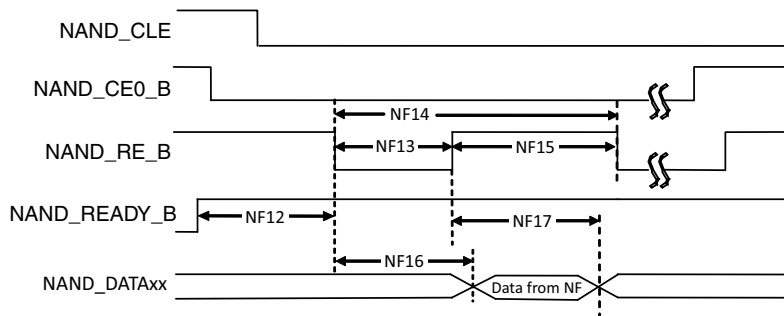 NAND_CLE
NAND_CE0_B
NF14
NAND_RE_B
NF13
NF15
NAND_READY_B
NF12
NF17
NF16
NAND_DATAxx
Data from NF